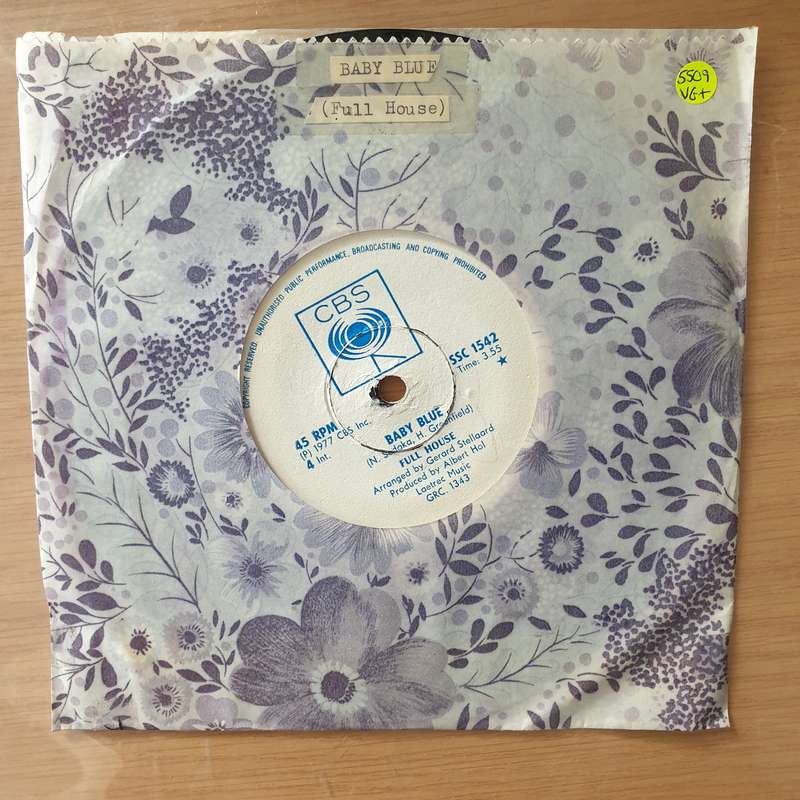 BABY BLUE
(Full House)
5509
VG+
COPYRIGHT RESERVED. UNAUTHORISED PUBLIC PERFORMANCE, BROADCASTING AND COPYING PROHIBITED
CBS
SSC 1542
Time: 3.55
45 RPM
(P) 1977 CBS Inc.
4 Int.
BABY BLUE
(N. Sedaka, H. Greenfield)
FULL HOUSE
Arranged by Gerard Stellaard
Produced by Albert Hol
Laetrec Music
GRC. 1343